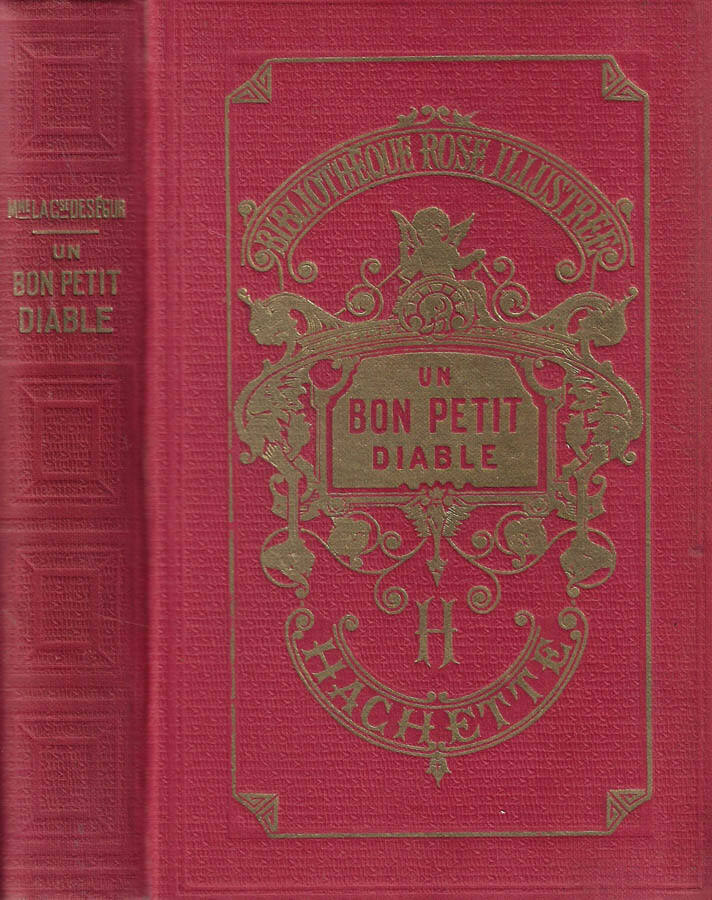 Mme LA Csse DE SÉGUR
UN
BON PETIT
DIABLE
BIBLIOTHÈQUE ROSE ILLUSTRÉE
UN
BON PETIT
DIABLE
H
HACHETTE